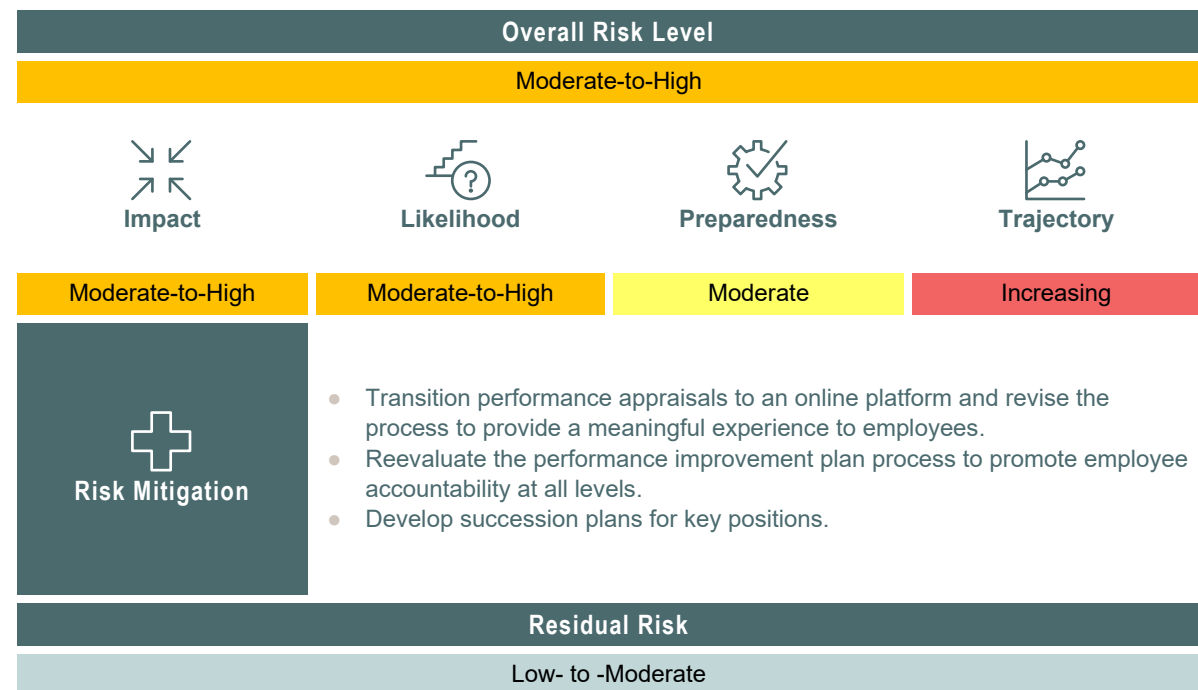 Overall Risk Level
Moderate-to-High
?
Impact
Likelihood
Preparedness
Trajectory
Moderate-to-High
Moderate-to-High
Moderate
Increasing
Risk Mitigation
● Transition performance appraisals to an online platform and revise the
process to provide a meaningful experience to employees.
● Reevaluate the performance improvement plan process to promote employee
accountability at all levels.
● Develop succession plans for key positions.
Residual Risk
Low- to -Moderate